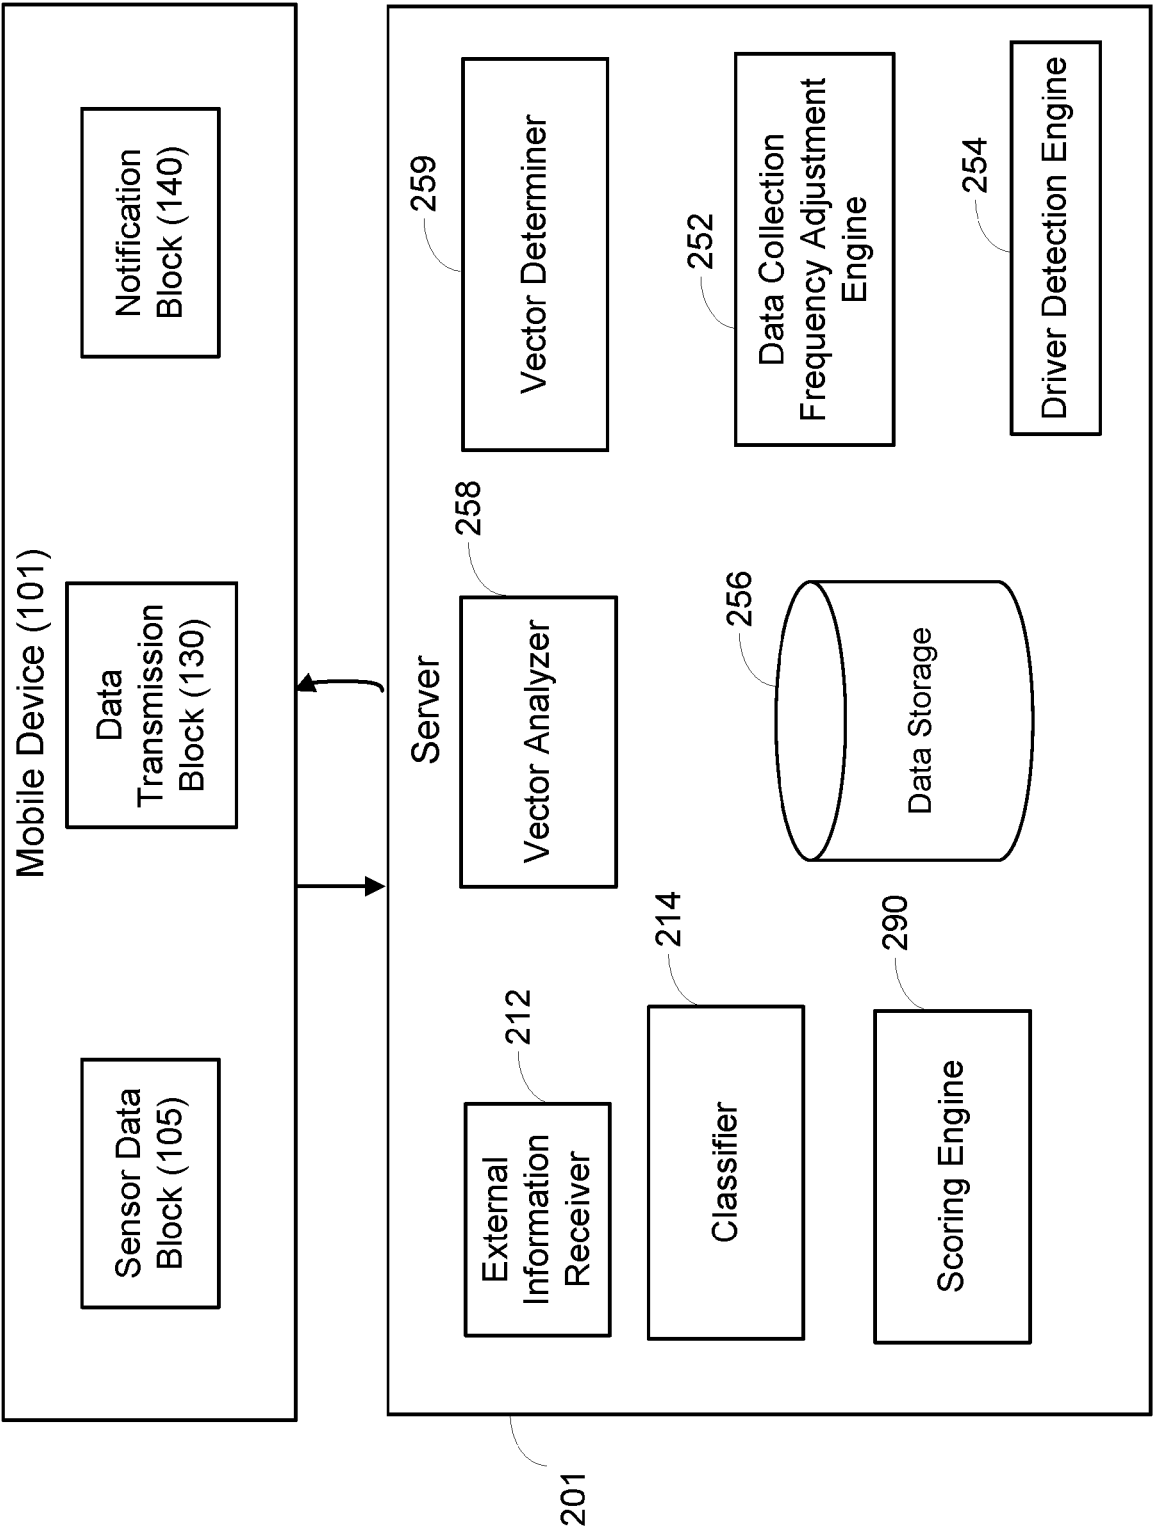 Mobile Device (101)
Sensor Data
Block (105)
Data
Transmission
Block (130)
Notification
Block (140)
201
Server
External
Information
Receiver
212
Vector Analyzer
258
Vector Determiner
259
Classifier
214
Data Storage
256
Data Collection
Frequency Adjustment
Engine
252
Scoring Engine
290
Driver Detection Engine
254